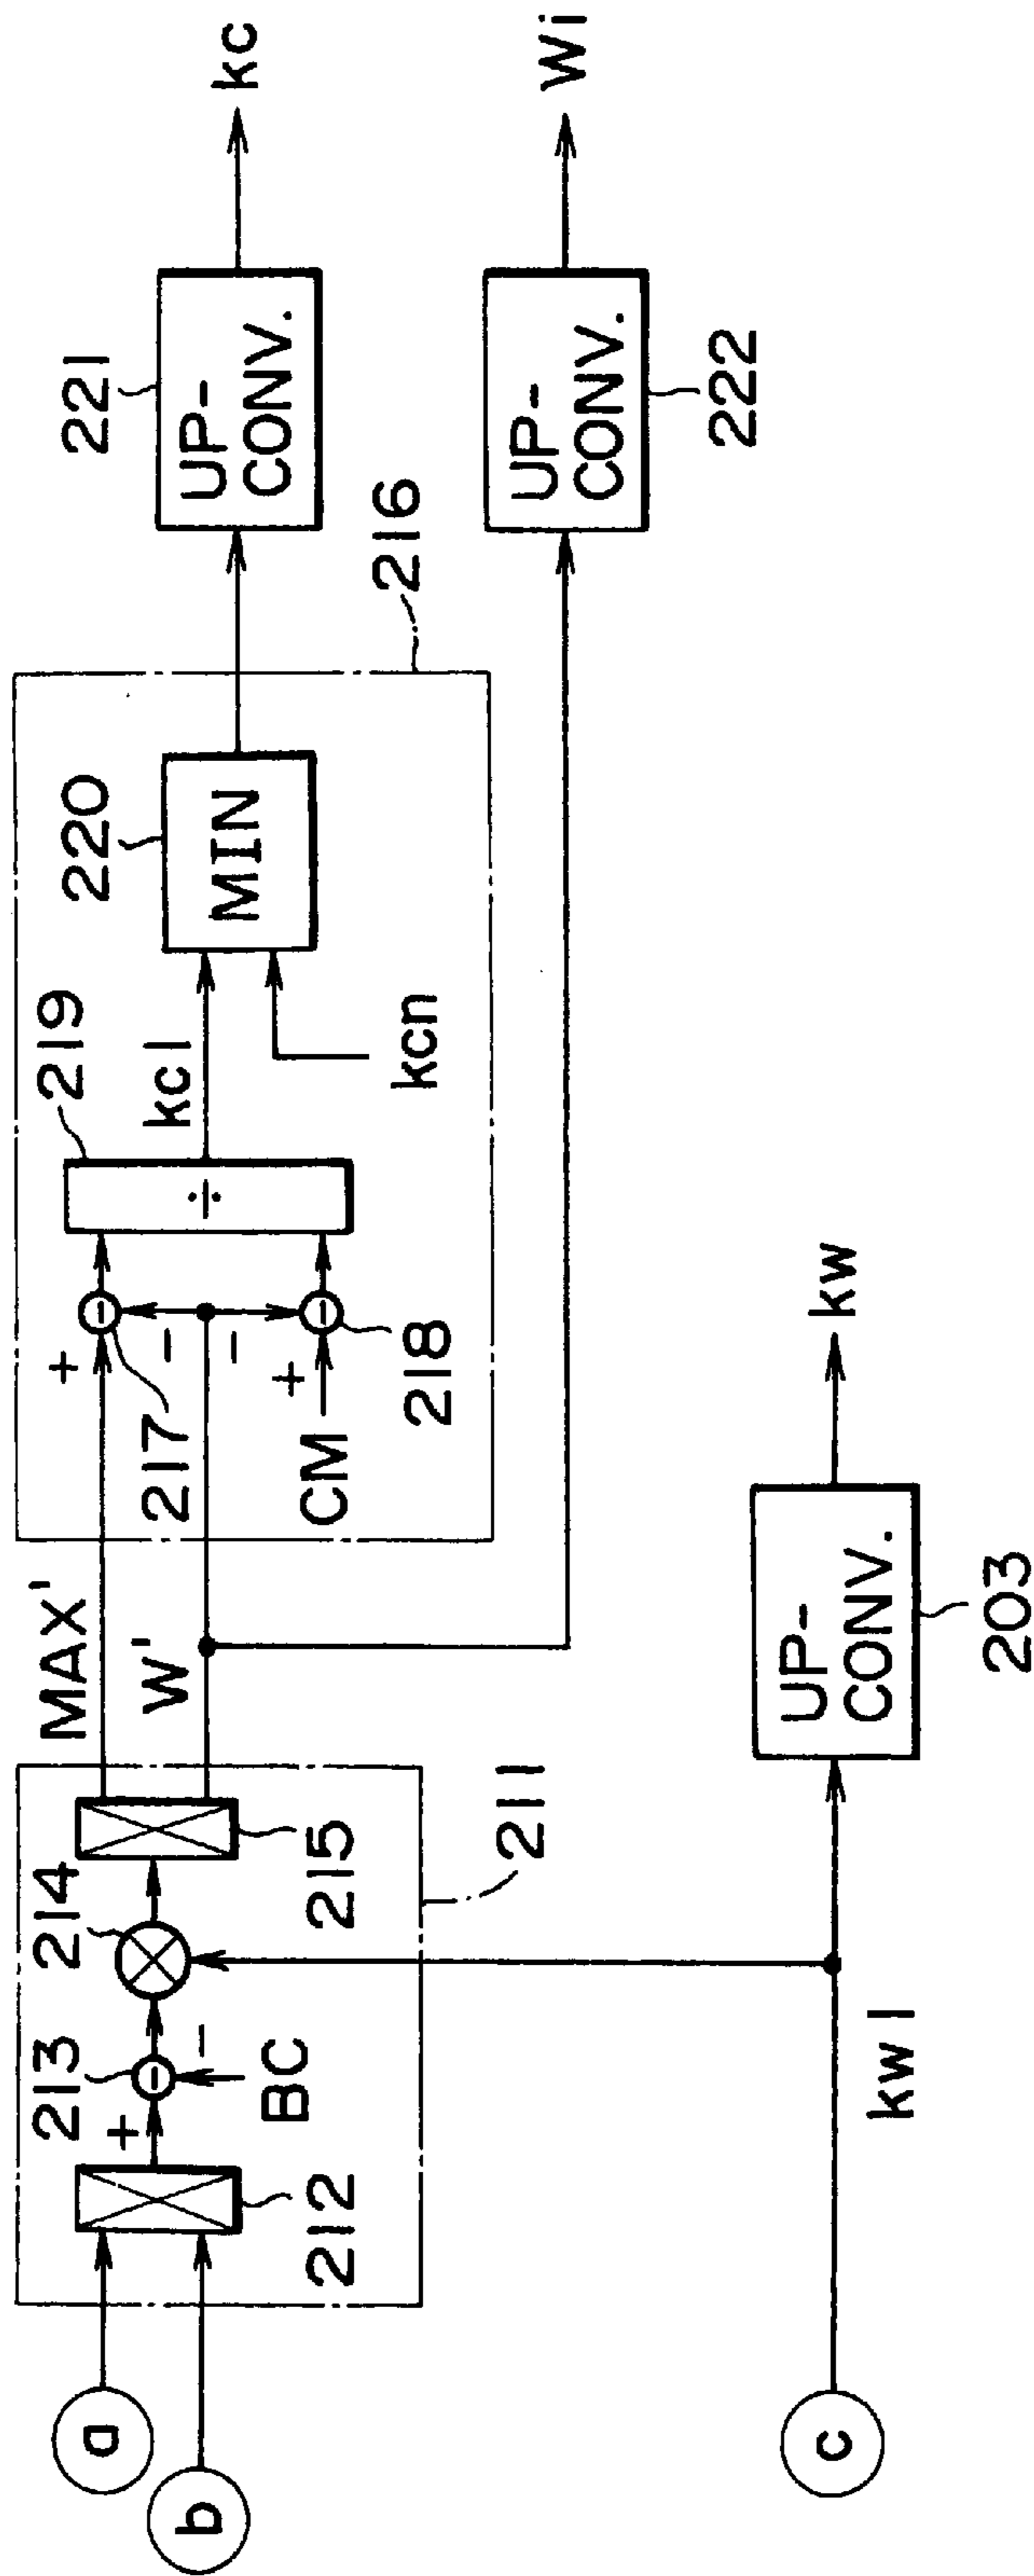 a
b
212
+
213
-
BC
214
215
211
MAX'
W'
+
217
-
-
+
CM
218
219
÷
kc1
kcn
220
MIN
216
221
UP-
CONV.
kc
UP-
CONV.
222
Wi
c
kw1
UP-
CONV.
203
kw